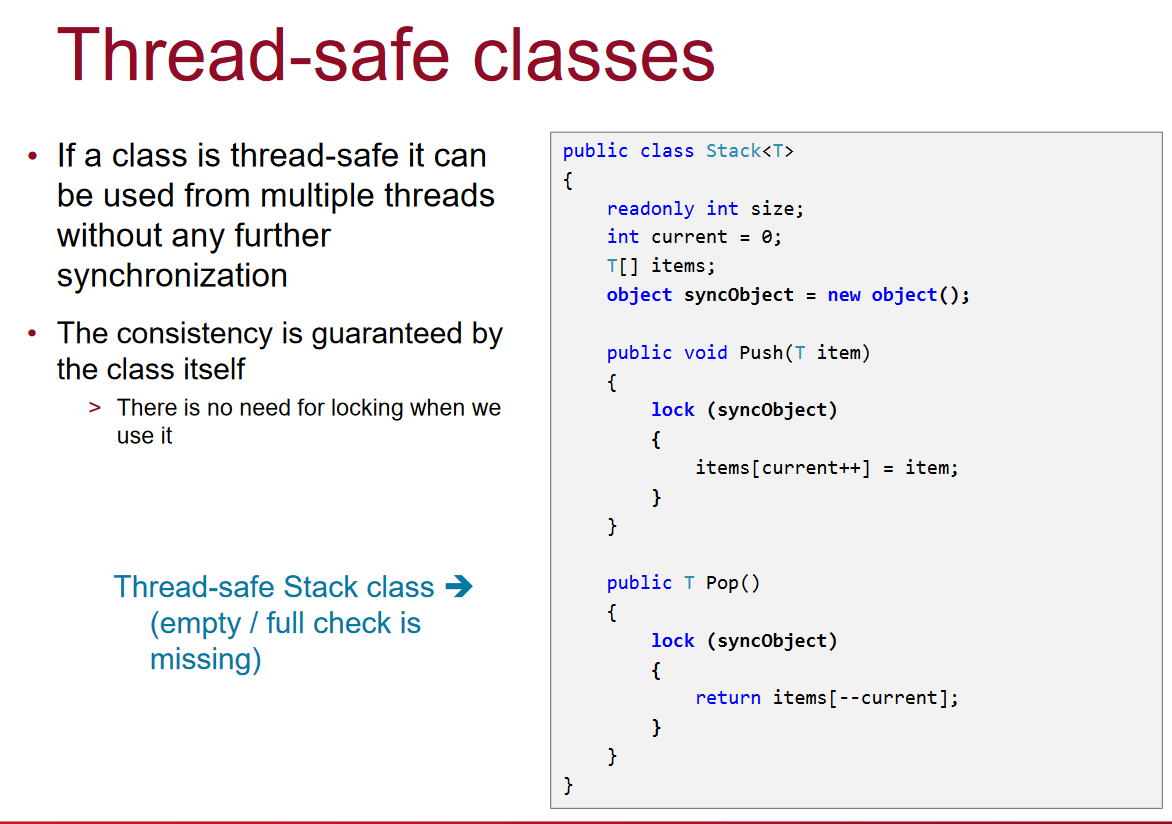 Thread-safe classes
• If a class is thread-safe it can
be used from multiple threads
without any further
synchronization
• The consistency is guaranteed by
the class itself
> There is no need for locking when we
use it
Thread-safe Stack class ➔
(empty / full check is
missing)
public class Stack<T>
{
    readonly int size;
    int current = 0;
    T[] items;
    object syncObject = new object();

    public void Push(T item)
    {
        lock (syncObject)
        {
            items[current++] = item;
        }
    }

    public T Pop()
    {
        lock (syncObject)
        {
            return items[--current];
        }
    }
}